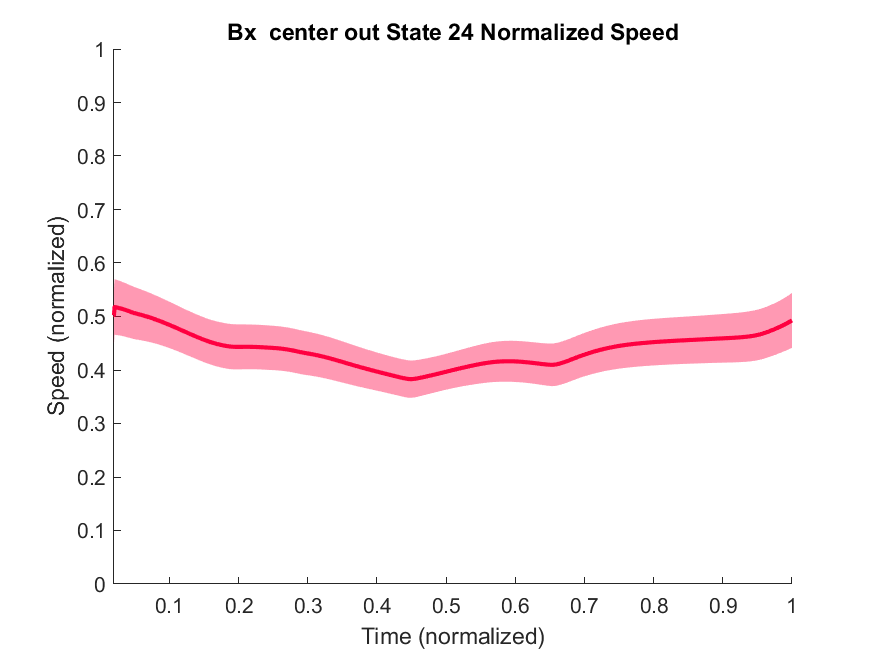 Bx  center out State 24 Normalized Speed
1
0.9
0.8
0.7
0.6
0.5
0.4
0.3
0.2
0.1
0
Speed (normalized)
0.1 0.2 0.3 0.4 0.5 0.6 0.7 0.8 0.9 1
Time (normalized)